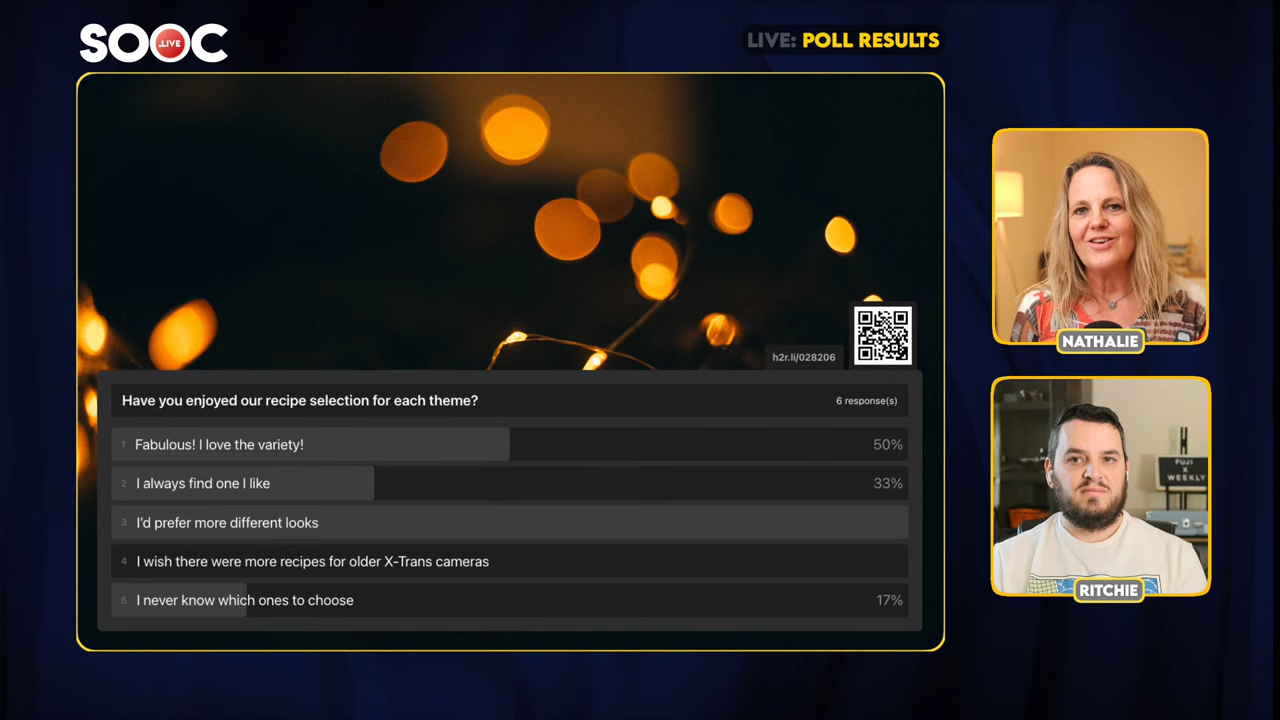 SOOC
.LIVE
LIVE: POLL RESULTS
h2r.li/028206
Have you enjoyed our recipe selection for each theme?
6 response(s)
1 Fabulous! I love the variety! 50%
2 I always find one I like 33%
3 I'd prefer more different looks
4 I wish there were more recipes for older X-Trans cameras
5 I never know which ones to choose 17%
NATHALIE
FUJI
X
WEEKLY
RITCHIE